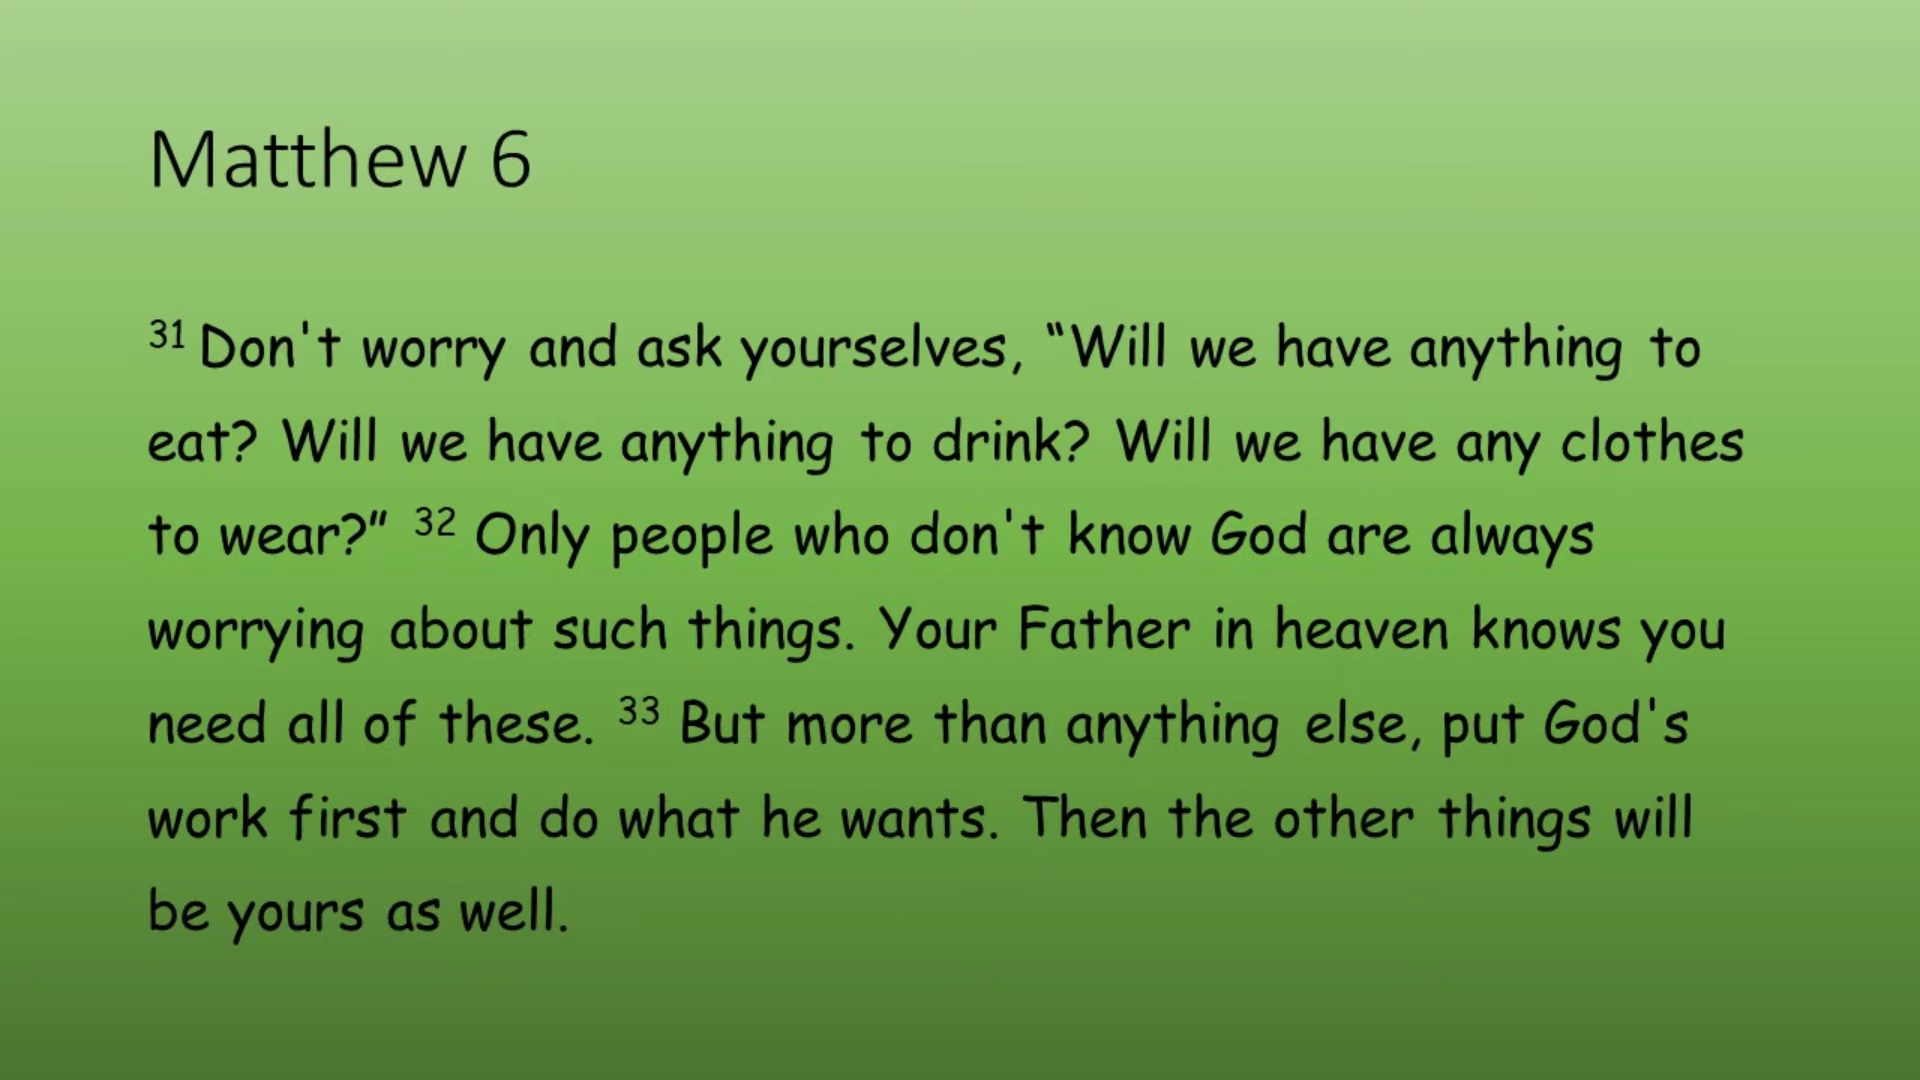 Matthew 6
31 Don't worry and ask yourselves, “Will we have anything to
eat? Will we have anything to drink? Will we have any clothes
to wear?” 32 Only people who don't know God are always
worrying about such things. Your Father in heaven knows you
need all of these. 33 But more than anything else, put God's
work first and do what he wants. Then the other things will
be yours as well.